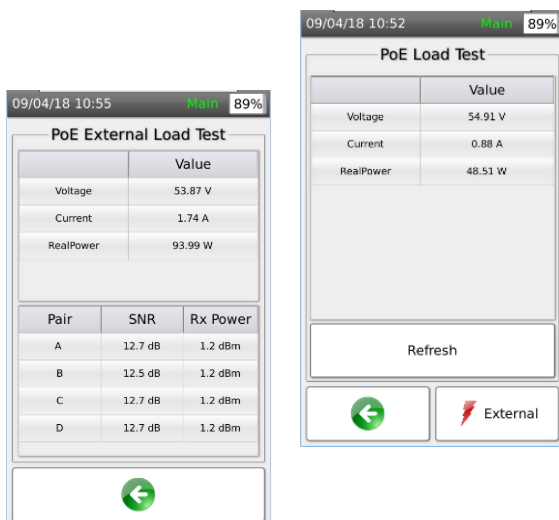 09/04/18 10:55 Main 89%
PoE External Load Test
Value
Voltage 53.87 V
Current 1.74 A
RealPower 93.99 W
Pair SNR Rx Power
A 12.7 dB 1.2 dBm
B 12.5 dB 1.2 dBm
C 12.7 dB 1.2 dBm
D 12.7 dB 1.2 dBm
09/04/18 10:52 Main 89%
PoE Load Test
Value
Voltage 54.91 V
Current 0.88 A
RealPower 48.51 W
Refresh
External